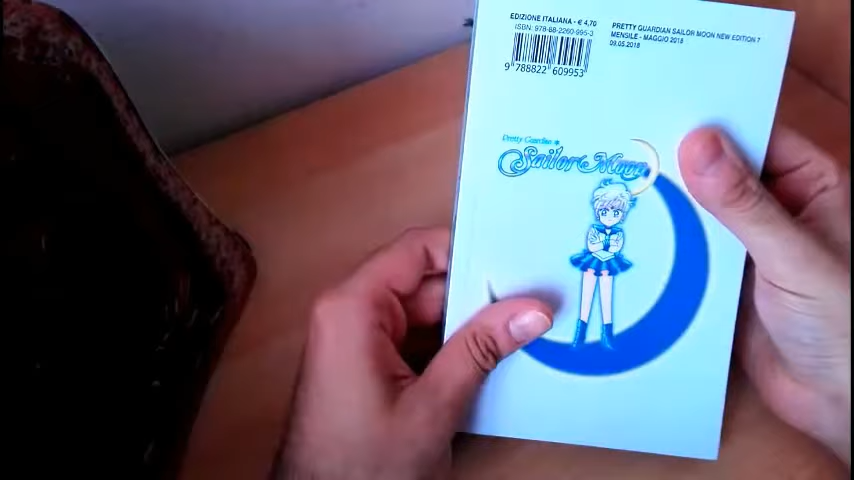 EDIZIONE ITALIANA - € 4,70
ISBN: 978-88-2260-995-3
9 788822 609953
PRETTY GUARDIAN SAILOR MOON NEW EDITION 7
MENSILE - MAGGIO 2018
09.05.2018
Pretty Guardian
Sailor Moon